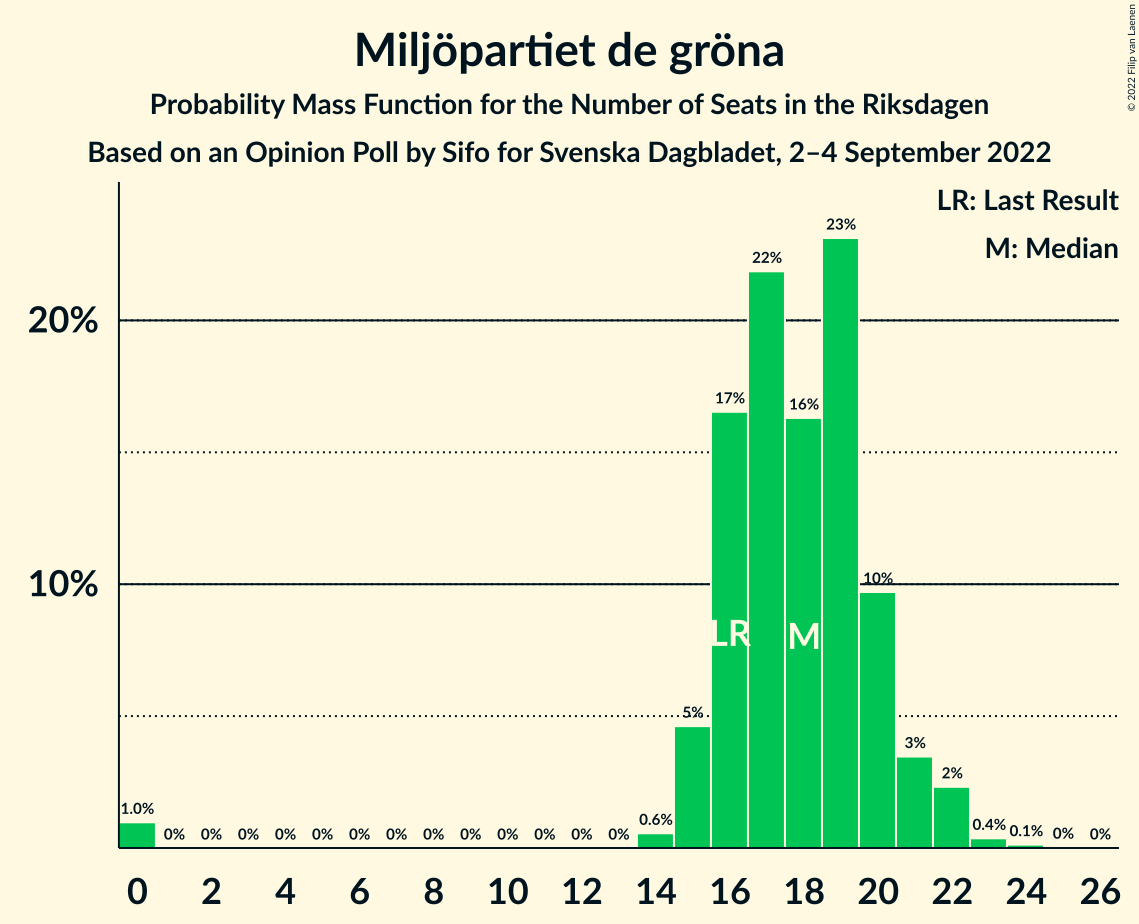 Miljöpartiet de gröna
Probability Mass Function for the Number of Seats in the Riksdagen
Based on an Opinion Poll by Sifo for Svenska Dagbladet, 2–4 September 2022
© 2022 Filip van Laenen
LR: Last Result
M: Median
20%
10%
1.0% 0% 0% 0% 0% 0% 0% 0% 0% 0% 0% 0% 0% 0% 0.6% 5% 17% 22% 16% 23% 10% 3% 2% 0.4% 0.1% 0% 0%
LR M
0 2 4 6 8 10 12 14 16 18 20 22 24 26